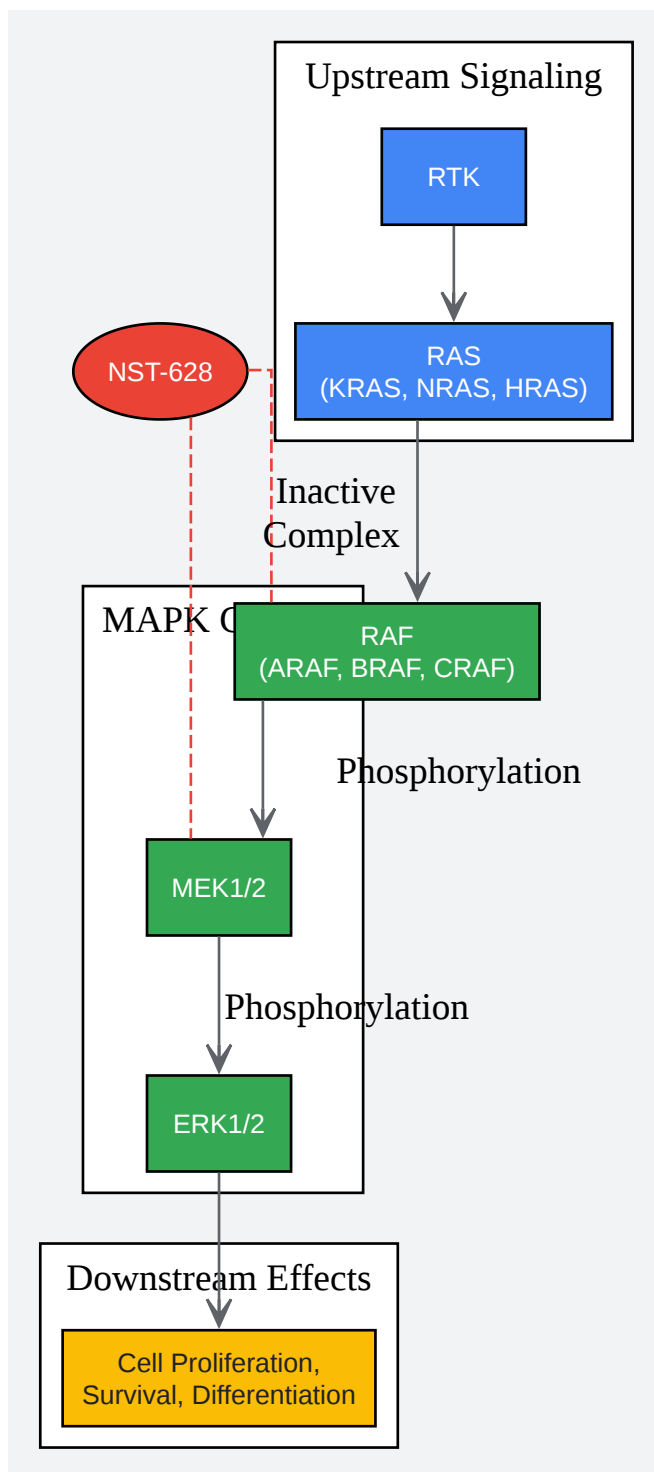 Upstream Signaling
RTK
NST-628
RAS
(KRAS, NRAS, HRAS)
Inactive
Complex
MAPK
RAF
(ARAF, BRAF, CRAF)
Phosphorylation
MEK1/2
Phosphorylation
ERK1/2
Downstream Effects
Cell Proliferation,
Survival, Differentiation